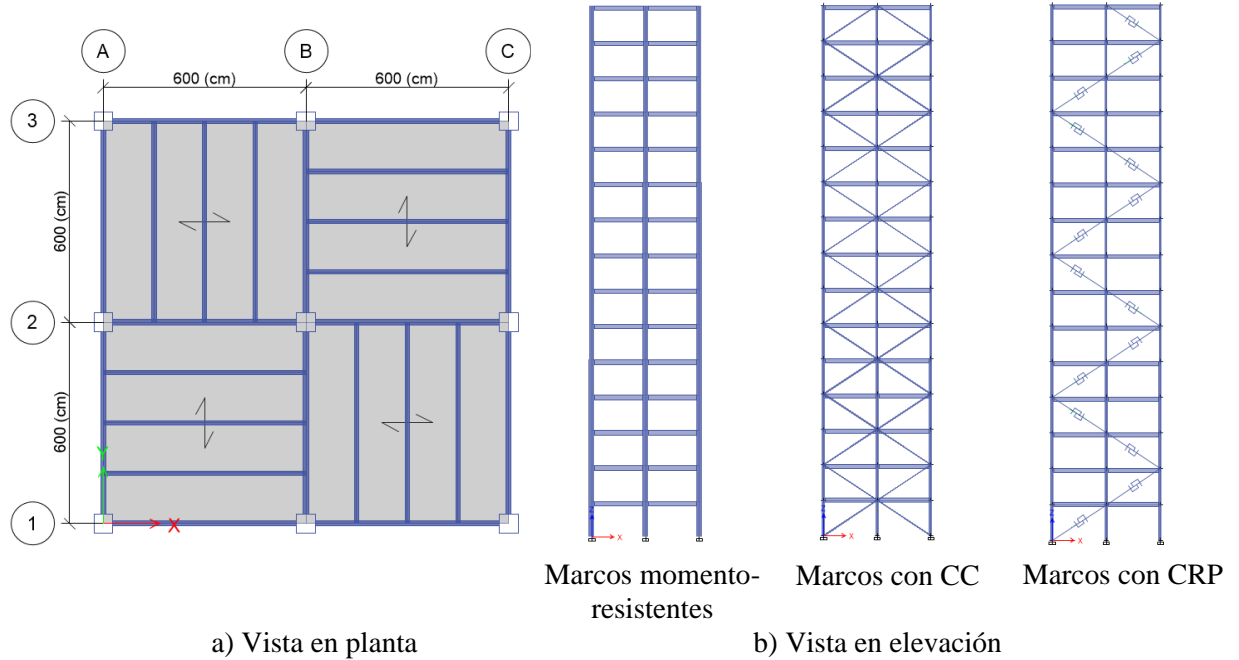 A
B
C
600 (cm)
600 (cm)
3
600 (cm)
2
600 (cm)
Y
1
X
Z
X
Z
X
Z
X
Marcos momento-
resistentes
Marcos con CC
Marcos con CRP
a) Vista en planta
b) Vista en elevación